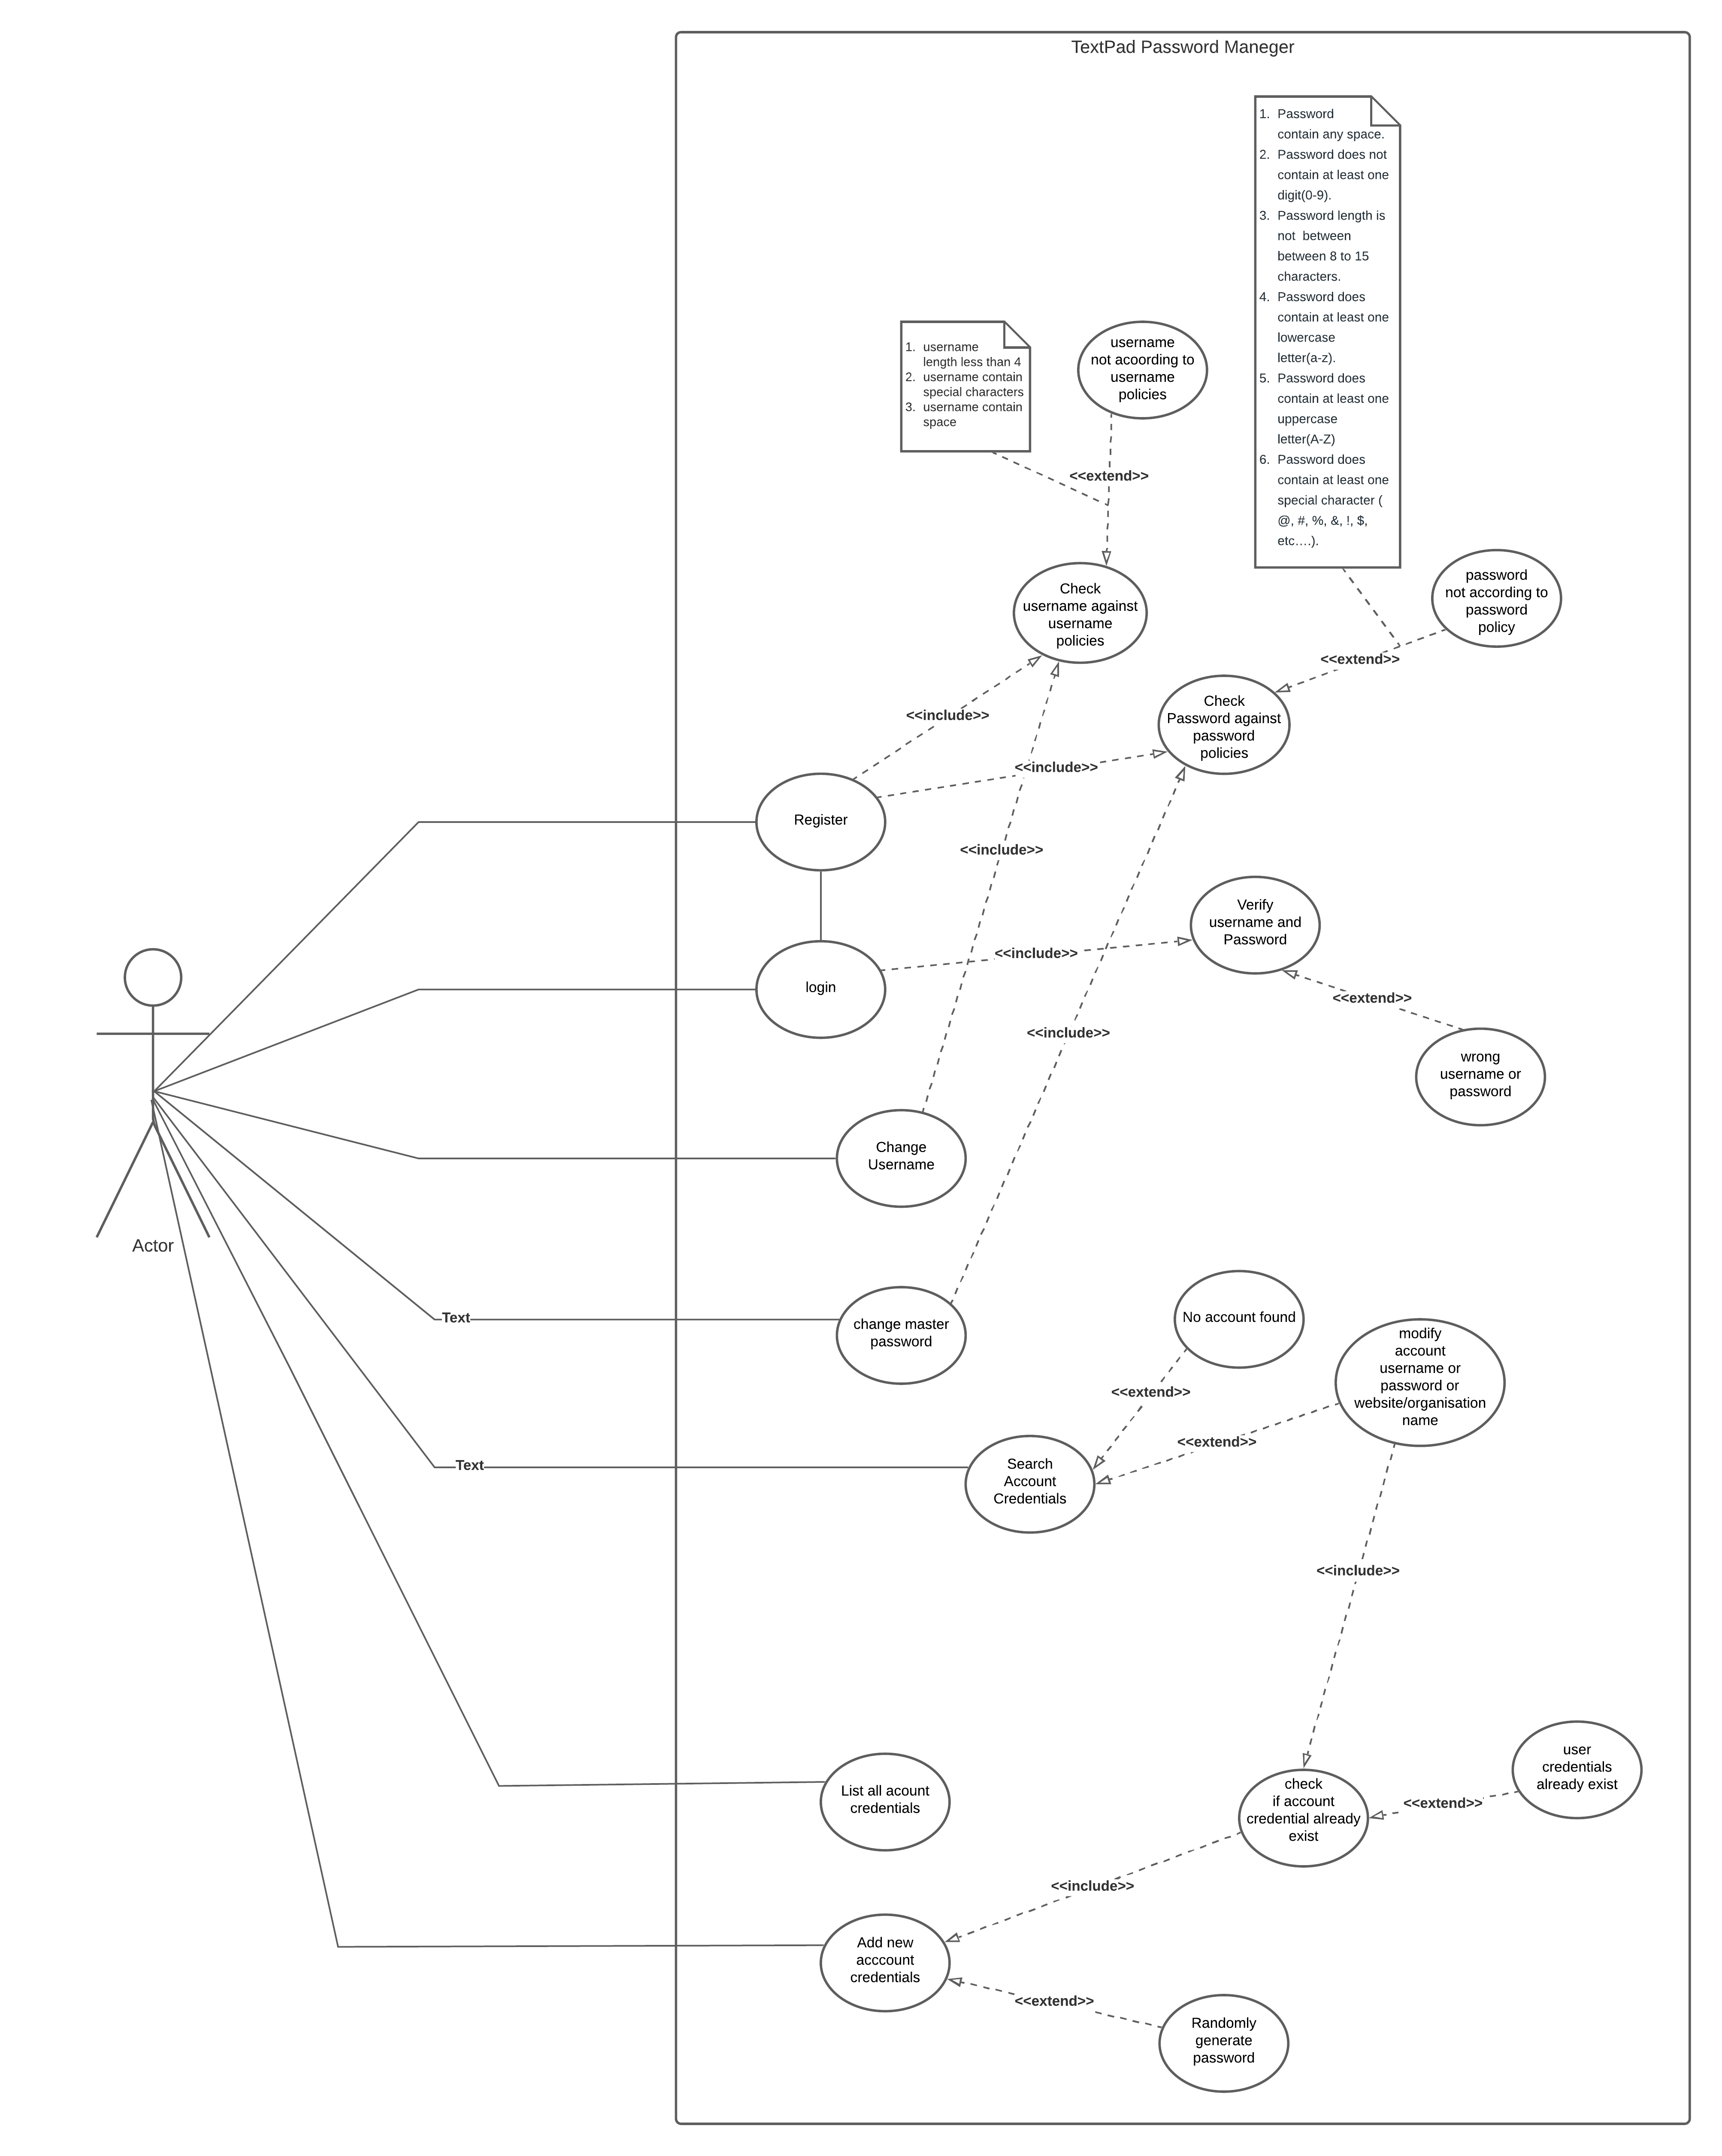 TextPad Password Maneger
1. Password
contain any space.
2. Password does not
contain at least one
digit(0-9).
3. Password length is
not  between
between 8 to 15
characters.
4. Password does
contain at least one
lowercase
letter(a-z).
5. Password does
contain at least one
uppercase
letter(A-Z)
6. Password does
contain at least one
special character (
@, #, %, &, !, $,
etc….).
1. username
length less than 4
2. username contain
special characters
3. username contain
space
username
not acoording to
username
policies
<<extend>>
password
not according to
password
policy
<<extend>>
Check
username against
username
policies
Check
Password against
password
policies
<<include>>
<<include>>
Register
<<include>>
Verify
username and
Password
<<include>>
login
<<extend>>
<<include>>
wrong
username or
password
Change
Username
Actor
Text
change master
password
No account found
modify
account
username or
password or
website/organisation
name
<<extend>>
<<extend>>
Text
Search
Account
Credentials
<<include>>
List all acount
credentials
check
if account
credential already
exist
user
credentials
already exist
<<extend>>
<<include>>
Add new
acccount
credentials
<<extend>>
Randomly
generate
password